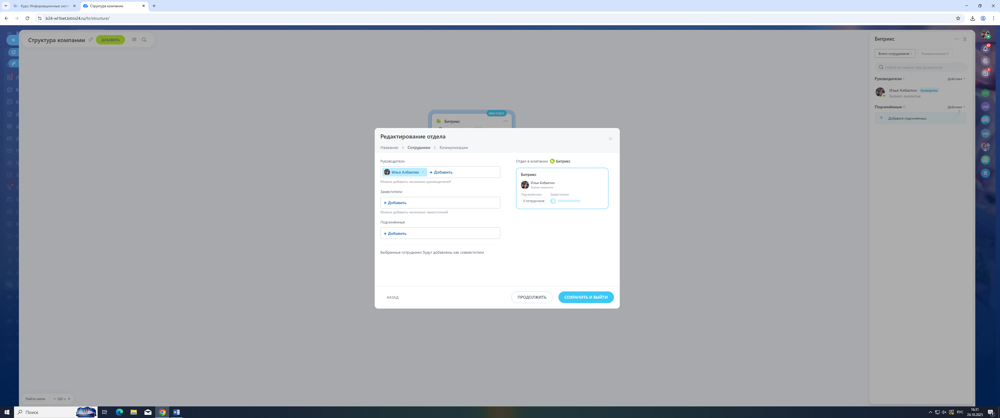 Курс: Информационные систе
Структура компании
b24-wl1bet.bitrix24.ru/hr/structure/
Структура компании
ДОБАВИТЬ
Битрикс
Всего сотрудников 1
Коммуникации 0
Найти по имени или должности
Руководители 1
Действия
Илья Албахтин
Руководитель
Бизнес-аналитик
Подчинённые 0
Действия
Добавьте подчинённых
47
1
ОП
ИИ
ИА
2
28
ВАШ ОТДЕЛ
Битрикс
Редактирование отдела
Название
Сотрудники
Коммуникации
Руководители
Илья Албахтин
+ Добавить
Можно добавить несколько руководителей
Заместители
+ Добавить
Можно добавить несколько заместителей
Подчинённые
+ Добавить
Выбранные сотрудники будут добавлены как совместители
Отдел в компании
Битрикс
Битрикс
Илья Албахтин
Бизнес-аналитик
Подчинённые
Заместители
0 сотрудников
НАЗАД
ПРОДОЛЖИТЬ
СОХРАНИТЬ И ВЫЙТИ
Найти меня
− 100 % +
Поиск
РУС
16:31
24.10.2025
1